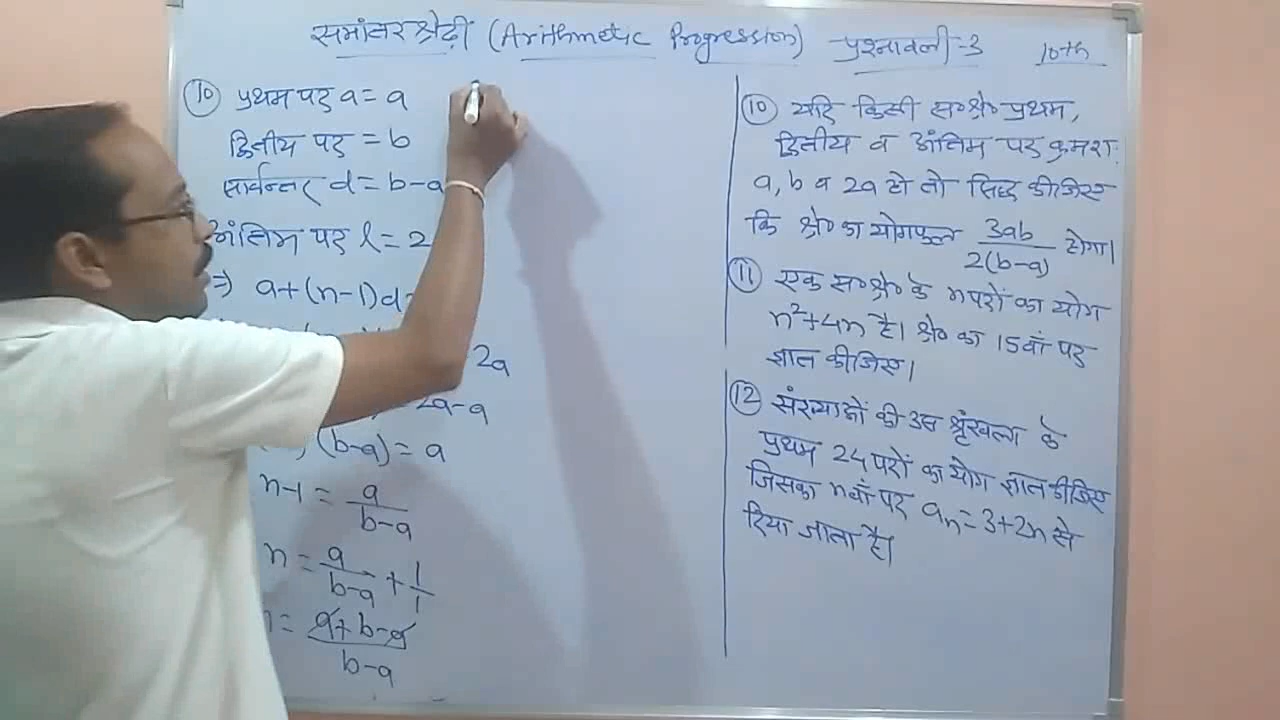 समांतर श्रेढ़ी (Arithmetic Progression) प्रश्नावली-3 10th
⑩ प्रथम पद a = a
द्वितीय पद = b
सार्वन्तर d = b-a
अंतिम पद l = 2
⇒ a+(n-1)d=
2a
2a-a
(b-a) = a
n-1 = a/b-a
n = a/b-a + 1/1
= a+b-a/b-a
⑩ यदि किसी स०श्रे० प्रथम,
द्वितीय व अंतिम पद क्रमशः
a, b व 2a हो तो सिद्ध कीजिए
कि श्रे० का योगफल 3ab/2(b-a) होगा।
⑪ एक स०श्रे० के n पदों का योग
n²+4n है। श्रे० का 15वाँ पद
ज्ञात कीजिए।
⑫ संख्याओं की उस श्रृंखला के
प्रथम 24 पदों का योग ज्ञात कीजिए
जिसका nवाँ पद aₙ=3+2n से
दिया जाता है।